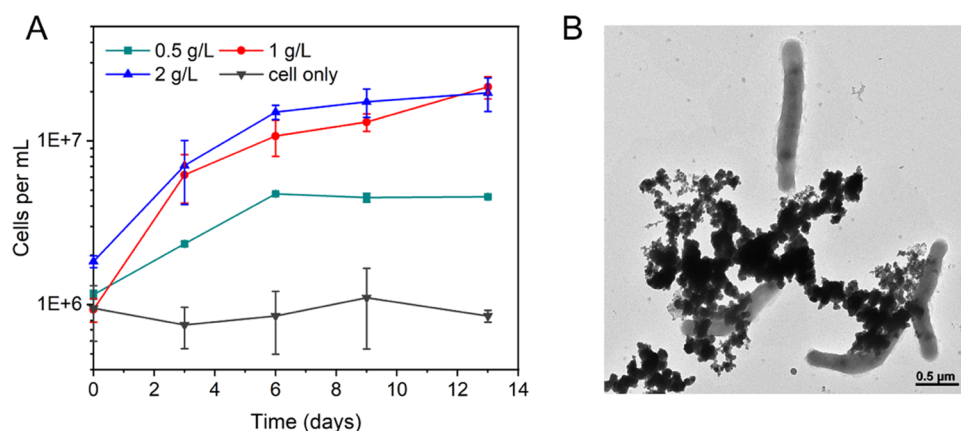 A
B
0.5 g/L 1 g/L
2 g/L cell only
1E+7
1E+6
Cells per mL
0 2 4 6 8 10 12 14
Time (days)
0.5 µm